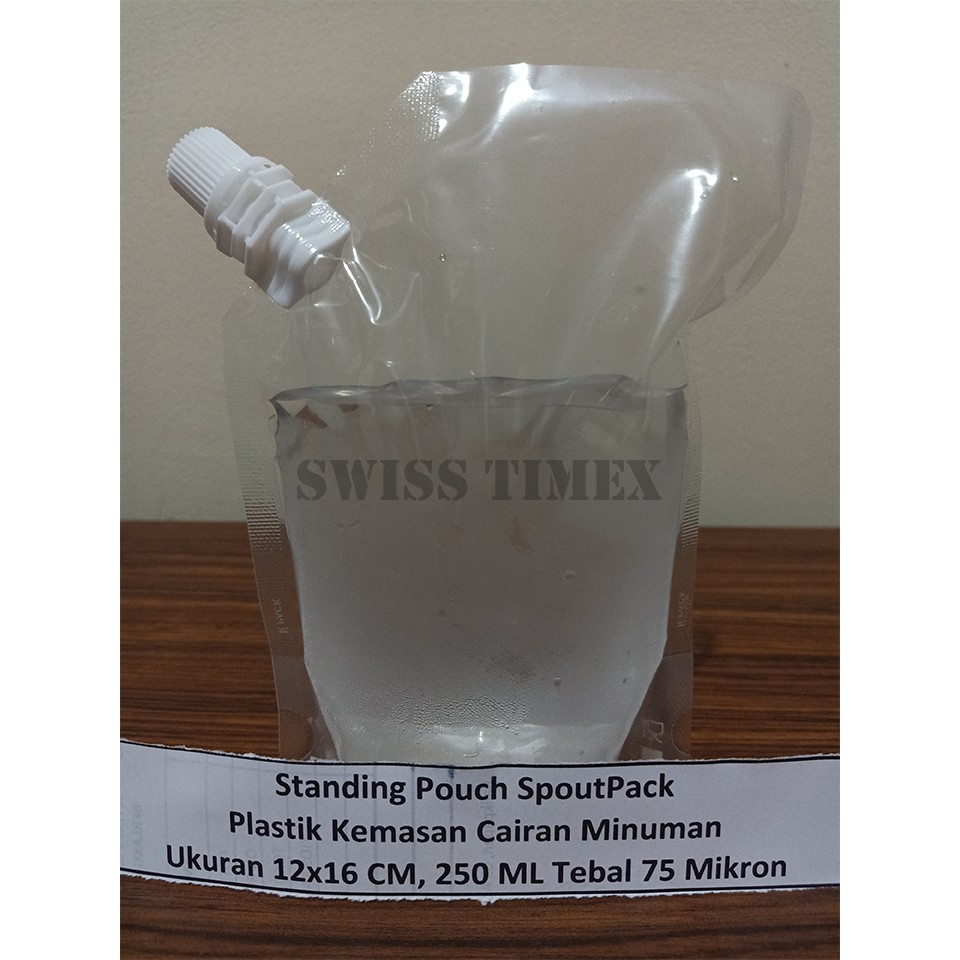 SWISS TIMEX
Standing Pouch SpoutPack
Plastik Kemasan Cairan Minuman
Ukuran 12x16 CM, 250 ML Tebal 75 Mikron